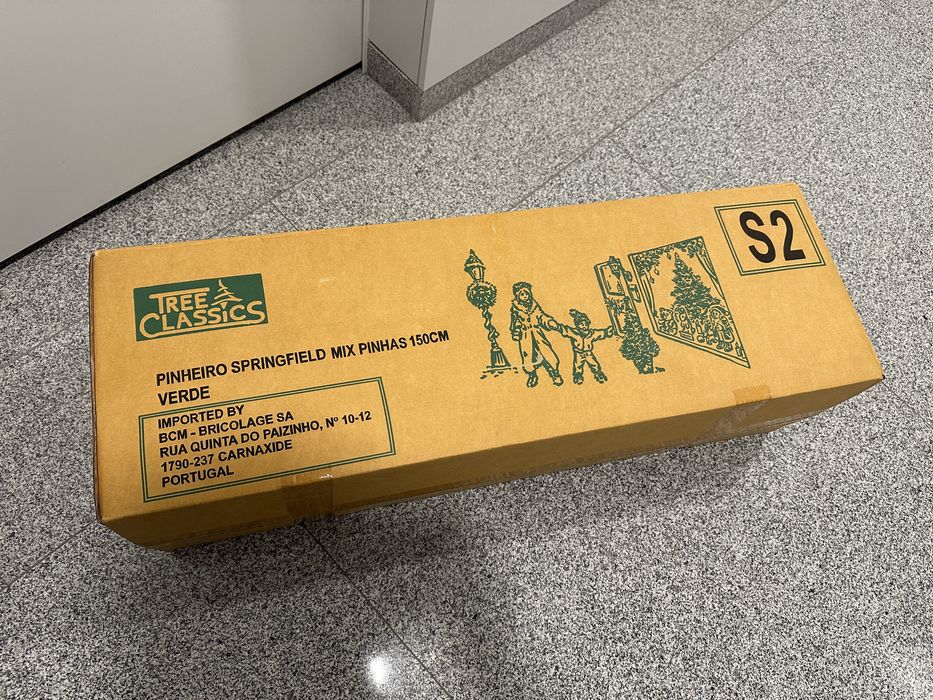 TREE
CLASSICS
S2
PINHEIRO SPRINGFIELD MIX PINHAS 150CM
VERDE
IMPORTED BY
BCM - BRICOLAGE SA
RUA QUINTA DO PAIZINHO, Nº 10-12
1790-237 CARNAXIDE
PORTUGAL